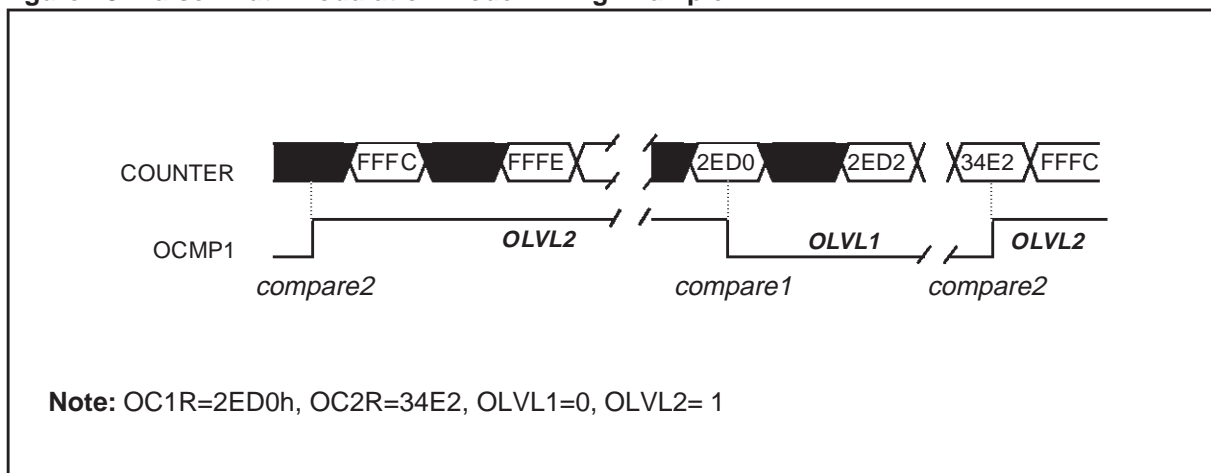 COUNTER FFFC FFFE 2ED0 2ED2 34E2 FFFC
OCMP1 OLVL2 OLVL1 OLVL2
compare2 compare1 compare2
Note: OC1R=2ED0h, OC2R=34E2, OLVL1=0, OLVL2= 1